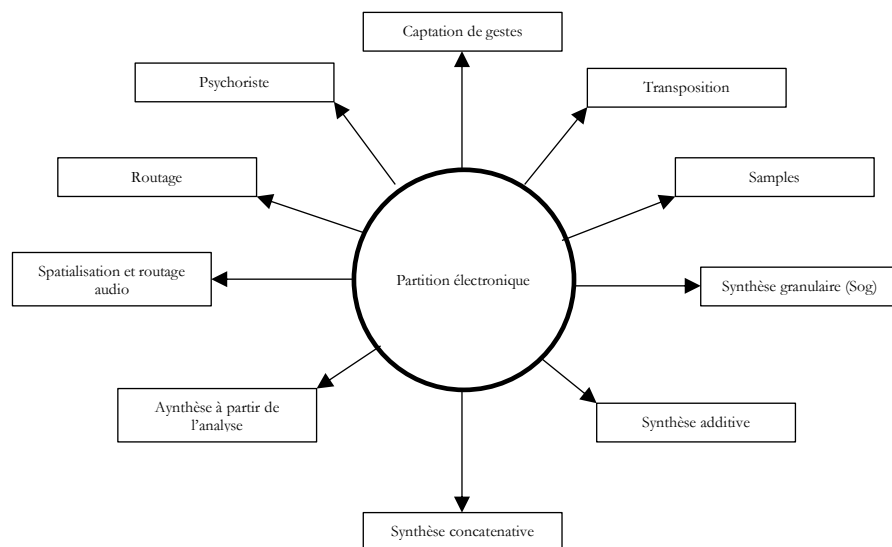 Captation de gestes
Psychoriste
Transposition
Routage
Samples
Spatialisation et routage
audio
Partition électronique
Synthèse granulaire (Sog)
Aynthèse à partir de
l’analyse
Synthèse additive
Synthèse concatenative